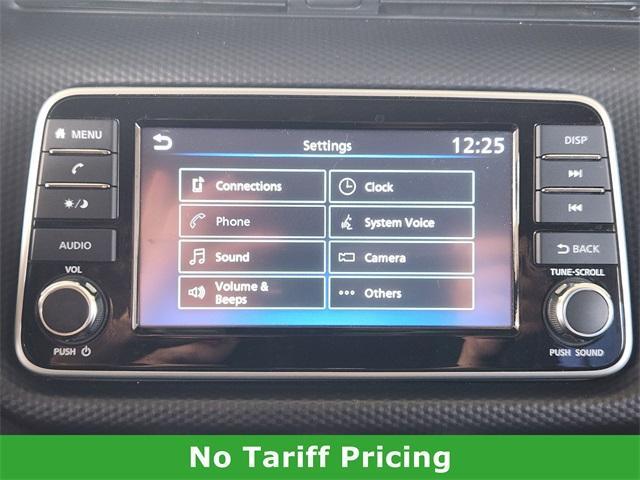 MENU
DISP
Settings
12:25
Connections
Clock
Phone
System Voice
Sound
Camera
Volume &
Beeps
Others
AUDIO
BACK
VOL
TUNE-SCROLL
PUSH
PUSH SOUND
No Tariff Pricing